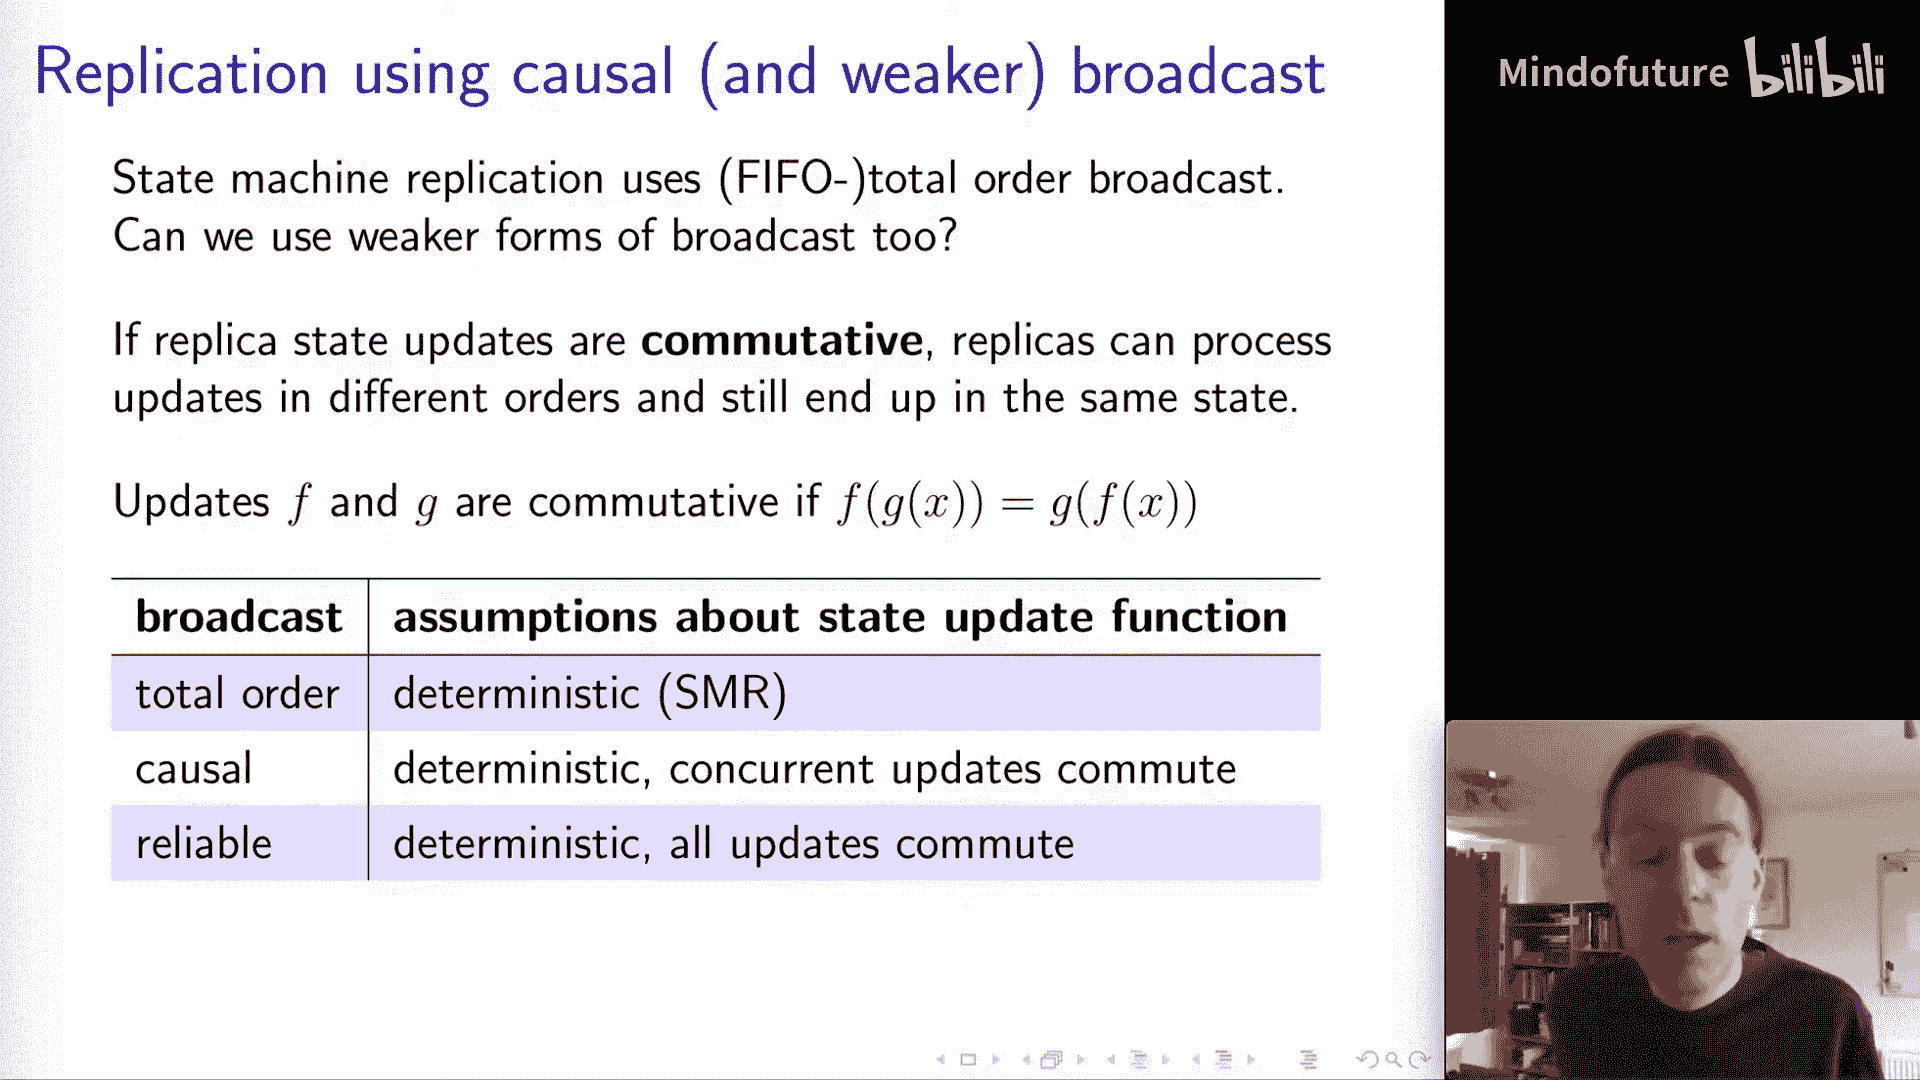 Replication using causal (and weaker) broadcast
Mindofuture bilibili
State machine replication uses (FIFO-)total order broadcast.
Can we use weaker forms of broadcast too?
If replica state updates are commutative, replicas can process
updates in different orders and still end up in the same state.
Updates f and g are commutative if f(g(x)) = g(f(x))
broadcast assumptions about state update function
total order deterministic (SMR)
causal deterministic, concurrent updates commute
reliable deterministic, all updates commute